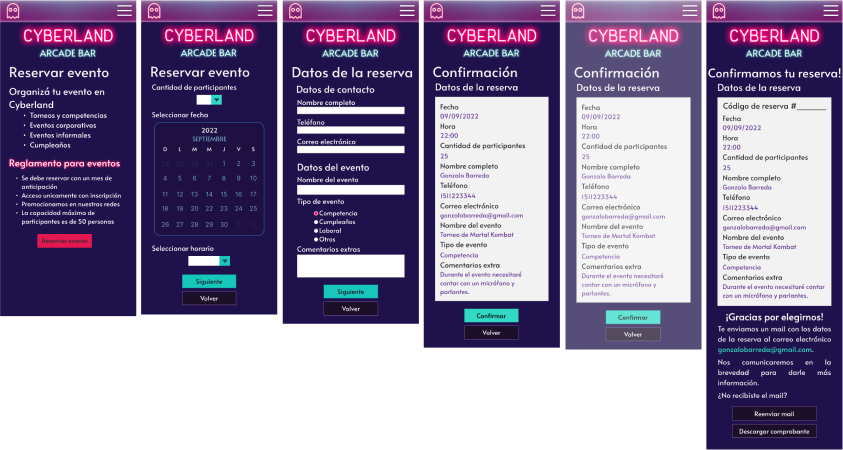 CYBERLAND
ARCADE BAR
Reservar evento
Organizá tu evento en
Cyberland
• Torneos y competencias
• Eventos corporativos
• Eventos informales
• Cumpleaños
Reglamento para eventos
• Se debe reservar con un mes de
anticipación
• Acceso unicamente con inscripción
• Promocionamos en nuestras redes
• La capacidad máxima de
participantes es de 50 personas
Reservar evento
CYBERLAND
ARCADE BAR
Reservar evento
Cantidad de participantes
Seleccionar fecha
2022
SEPTIEMBRE
D L M M J V S
28 29 30 31 1 2 3
4 5 6 7 8 9 10
11 12 13 14 15 16 17
18 19 20 21 22 23 24
26 27 28 29 30 1 2
Seleccionar horario
Siguiente
Volver
CYBERLAND
ARCADE BAR
Datos de la reserva
Datos de contacto
Nombre completo
Teléfono
Correo electrónico
Datos del evento
Nombre del evento
Tipo de evento
Competencia
Cumpleaños
Laboral
Otras
Comentarios extras
Siguiente
Volver
CYBERLAND
ARCADE BAR
Confirmación
Datos de la reserva
Fecha
09/09/2022
Hora
22:00
Cantidad de participantes
25
Nombre completo
Gonzalo Barreda
Teléfono
1511223344
Correo electrónico
gonzalobarreda@gmail.com
Nombre del evento
Torneo de Mortal Kombat
Tipo de evento
Competencia
Comentarios extra
Durante el evento necesitaré
contar con un micrófono y
parlantes.
Confirmar
Volver
CYBERLAND
ARCADE BAR
Confirmación
Datos de la reserva
Fecha
09/09/2022
Hora
22:00
Cantidad de participantes
25
Nombre completo
Gonzalo Barreda
Teléfono
1511223344
Correo electrónico
gonzalobarreda@gmail.com
Nombre del evento
Torneo de Mortal Kombat
Tipo de evento
Competencia
Comentarios extra
Durante el evento necesitaré
contar con un micrófono y
parlantes.
Confirmar
Volver
CYBERLAND
ARCADE BAR
Confirmamos tu reserva!
Datos de la reserva
Código de reserva #______
Fecha
09/09/2022
Hora
22:00
Cantidad de participantes
25
Nombre completo
Gonzalo Barreda
Teléfono
1511223344
Correo electrónico
gonzalobarreda@gmail.com
Nombre del evento
Torneo de Mortal Kombat
Tipo de evento
Competencia
Comentarios extra
Durante el evento necesitaré
contar con un micrófono y parlantes.
¡Gracias por elegirnos!
Te enviamos un mail con los datos
de la reserva al correo electrónico
gonzalobarreda@gmail.com.
Nos comunicaremos en la
brevedad para darle más
información.
¿No recibiste el mail?
Reenviar mail
Descargar comprobante